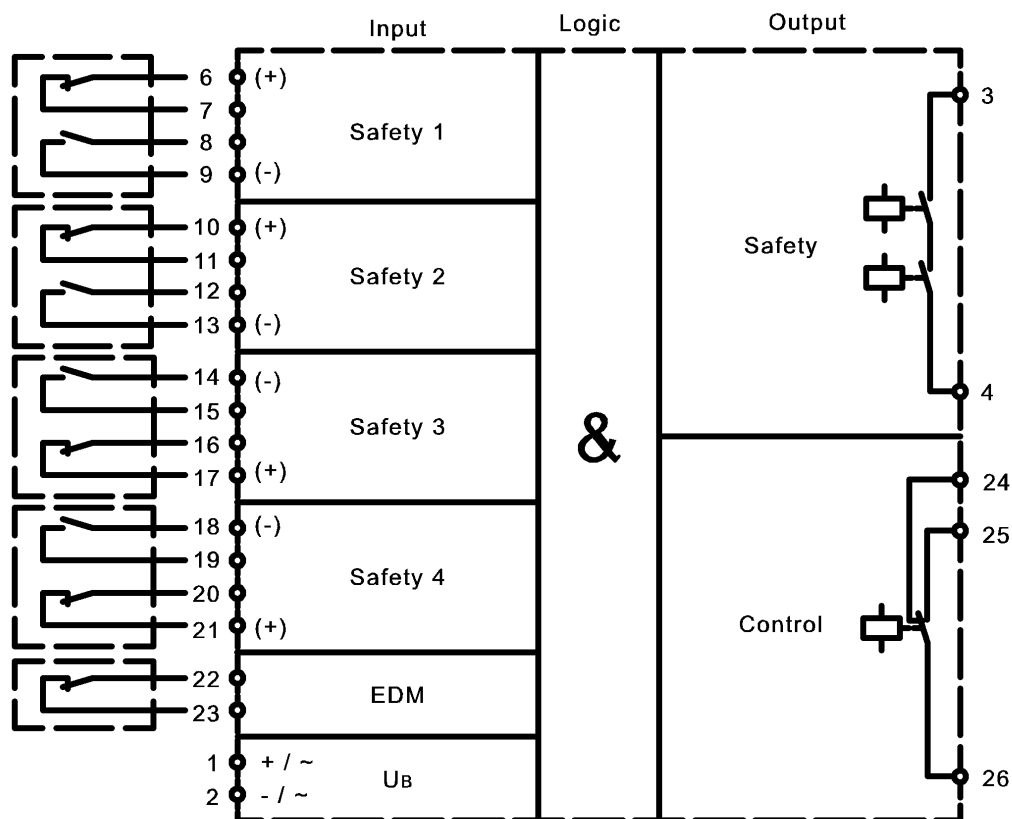 Input Logic Output
6 (+)
7
Safety 1
8
9 (-)
10 (+)
11
Safety 2
12
13 (-)
14 (-)
15
Safety 3
16
17 (+)
18 (-)
19
Safety 4
20
21 (+)
22
EDM
23
1 + / ~
UB
2 - / ~
&
3
Safety
4
24
25
Control
26